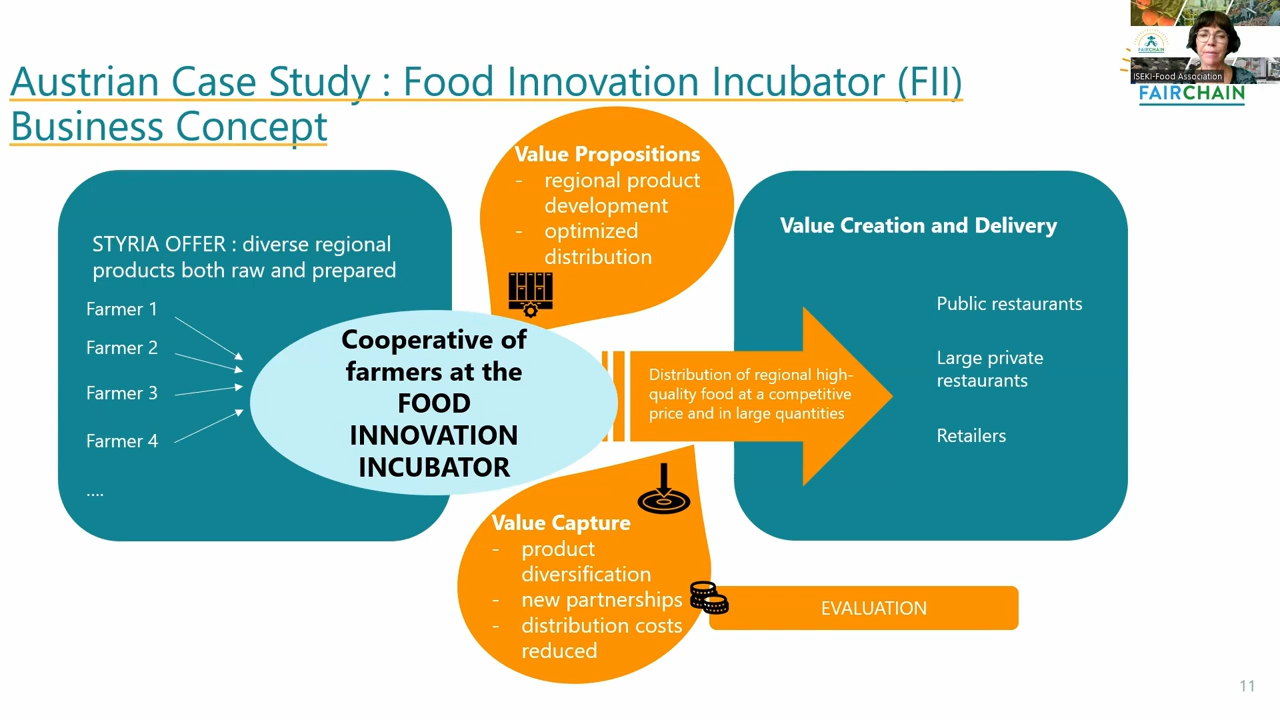 Austrian Case Study : Food Innovation Incubator (FII)
Business Concept
ISEKI-Food Association
FAIRCHAIN
FAIRCHAIN
Value Propositions
- regional product
development
- optimized
distribution
STYRIA OFFER : diverse regional
products both raw and prepared
Farmer 1
Farmer 2
Farmer 3
Farmer 4
....
Cooperative of
farmers at the
FOOD
INNOVATION
INCUBATOR
Distribution of regional high-
quality food at a competitive
price and in large quantities
Value Creation and Delivery
Public restaurants
Large private
restaurants
Retailers
Value Capture
- product
diversification
- new partnerships
- distribution costs
reduced
EVALUATION
11